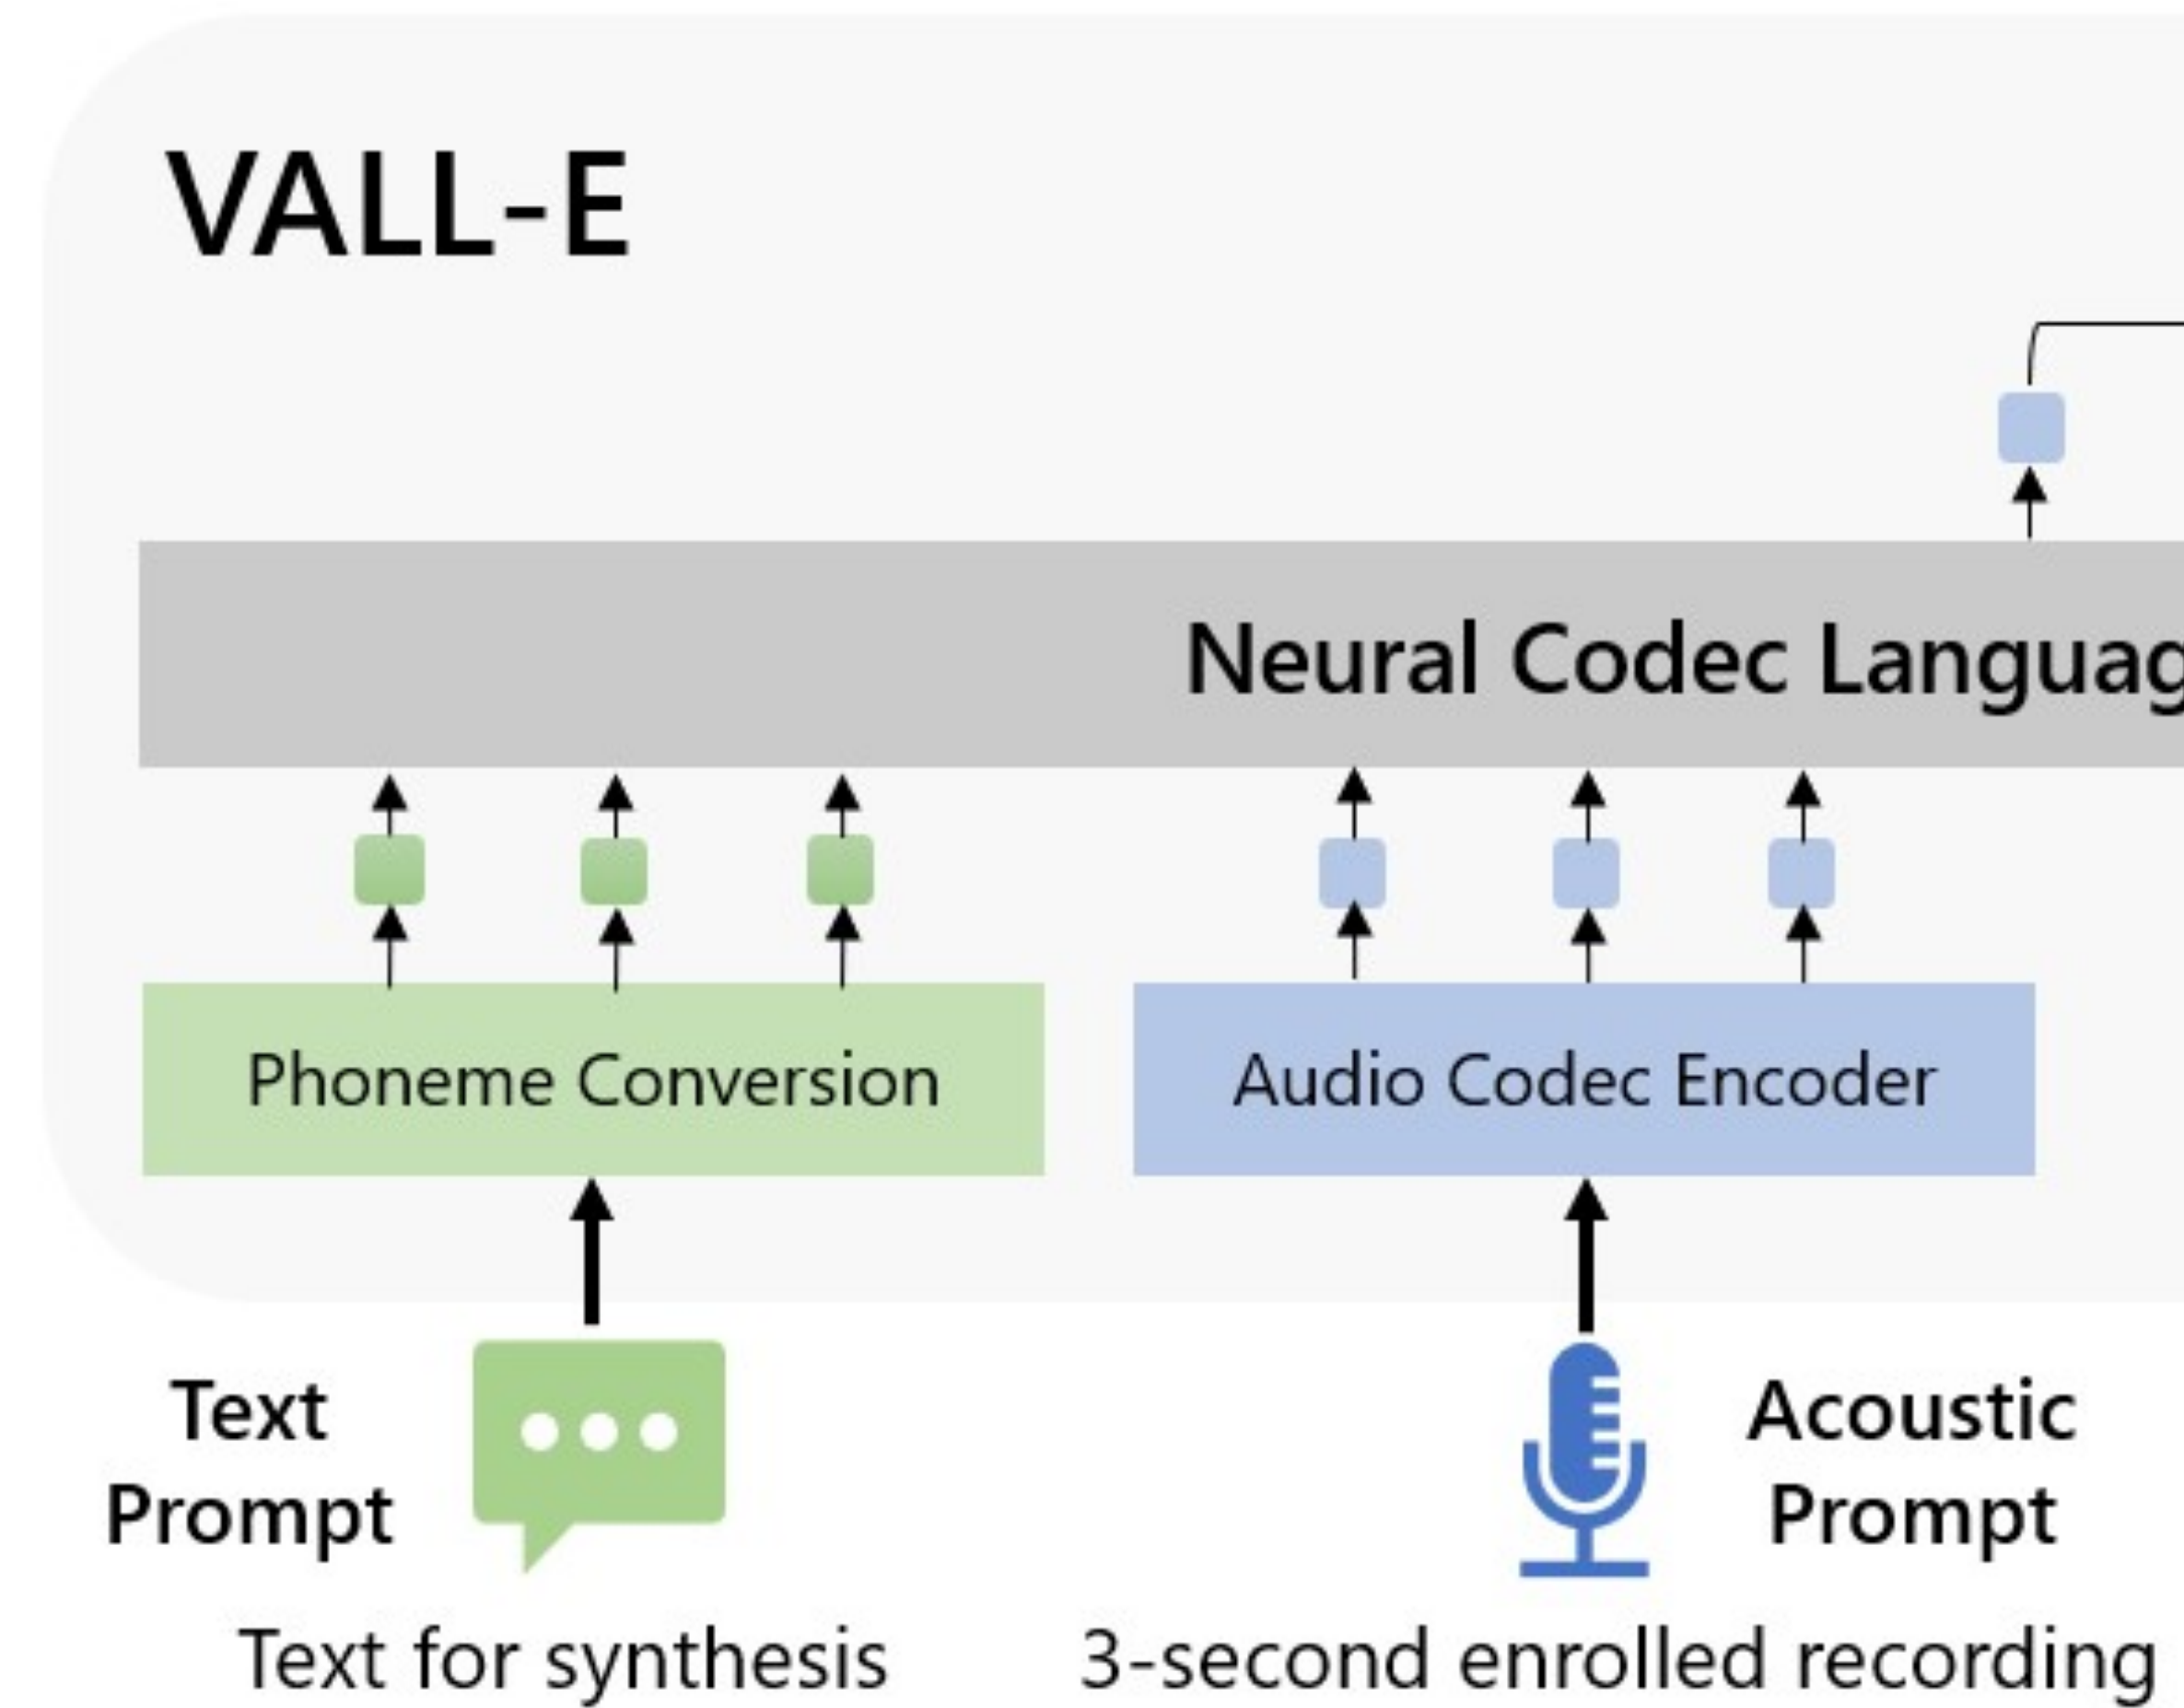 VALL-E
Neural Codec
Phoneme Conversion
Audio Codec Encoder
Text
Prompt
Acoustic
Prompt
Text for synthesis
3-second enrolled recording